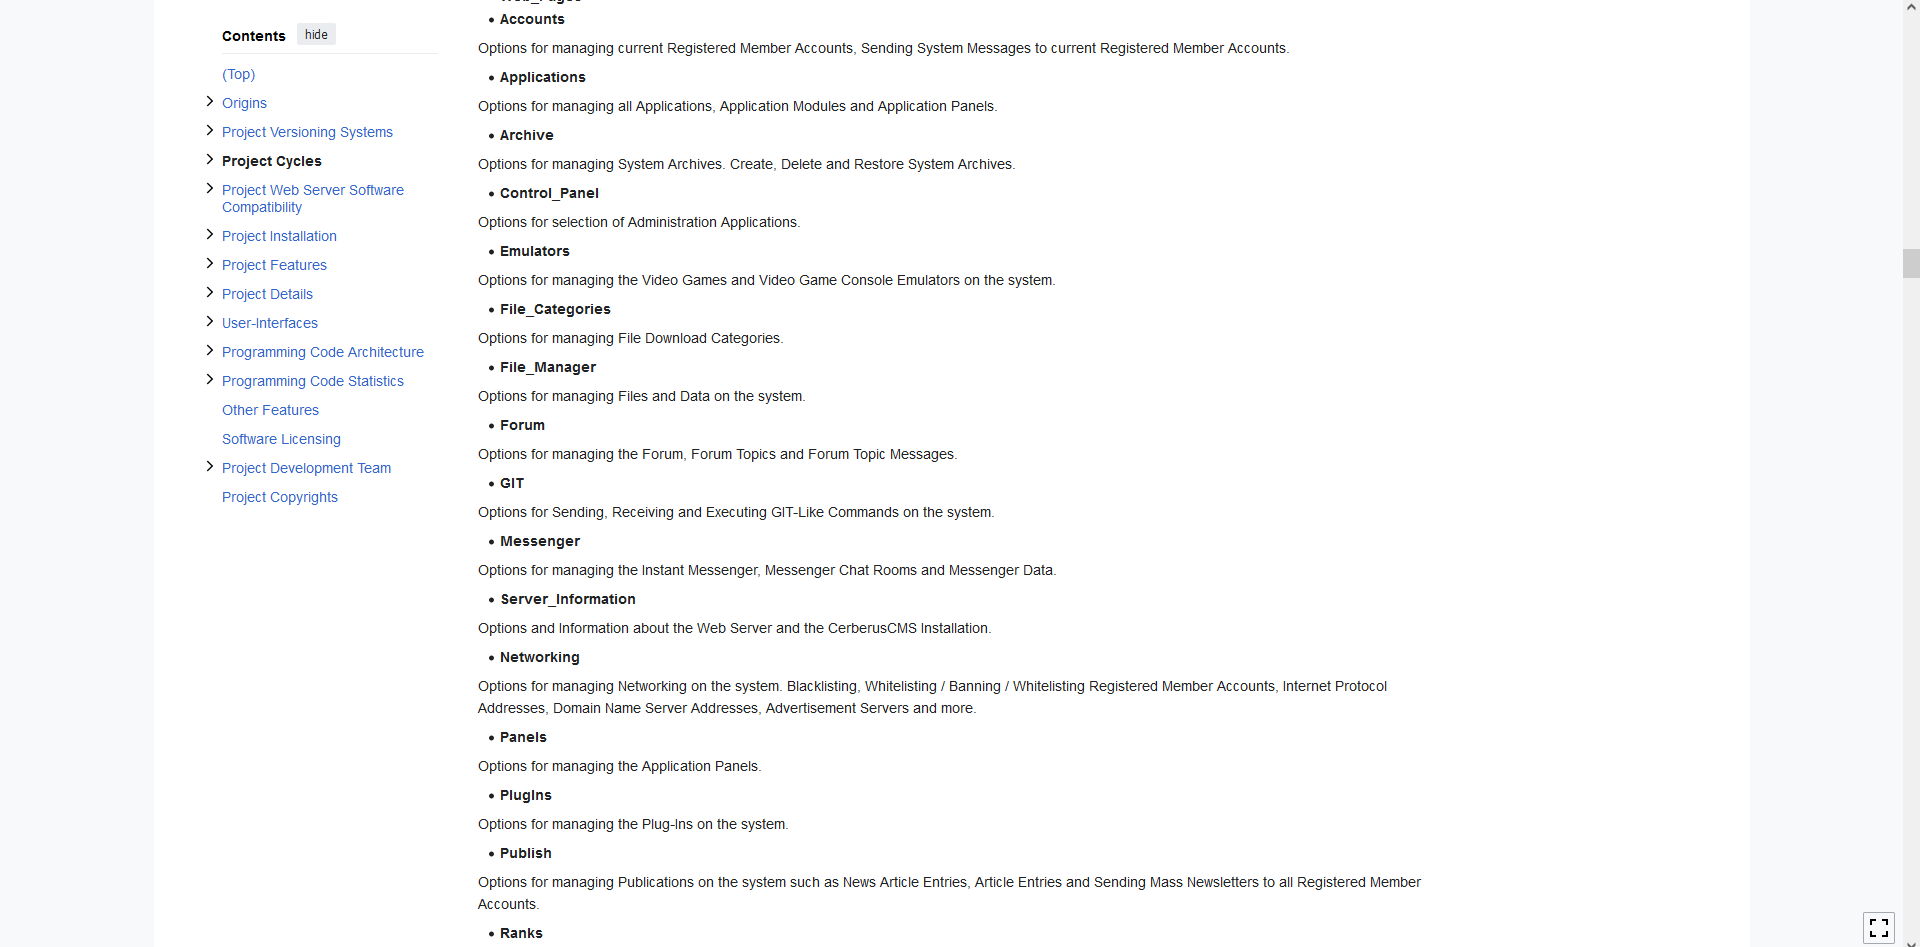 Contents hide
(Top)
Origins
Project Versioning Systems
Project Cycles
Project Web Server Software
Compatibility
Project Installation
Project Features
Project Details
User-Interfaces
Programming Code Architecture
Programming Code Statistics
Other Features
Software Licensing
Project Development Team
Project Copyrights
• Accounts
Options for managing current Registered Member Accounts, Sending System Messages to current Registered Member Accounts.
• Applications
Options for managing all Applications, Application Modules and Application Panels.
• Archive
Options for managing System Archives. Create, Delete and Restore System Archives.
• Control_Panel
Options for selection of Administration Applications.
• Emulators
Options for managing the Video Games and Video Game Console Emulators on the system.
• File_Categories
Options for managing File Download Categories.
• File_Manager
Options for managing Files and Data on the system.
• Forum
Options for managing the Forum, Forum Topics and Forum Topic Messages.
• GIT
Options for Sending, Receiving and Executing GIT-Like Commands on the system.
• Messenger
Options for managing the Instant Messenger, Messenger Chat Rooms and Messenger Data.
• Server_Information
Options and Information about the Web Server and the CerberusCMS Installation.
• Networking
Options for managing Networking on the system. Blacklisting, Whitelisting / Banning / Whitelisting Registered Member Accounts, Internet Protocol
Addresses, Domain Name Server Addresses, Advertisement Servers and more.
• Panels
Options for managing the Application Panels.
• PlugIns
Options for managing the Plug-Ins on the system.
• Publish
Options for managing Publications on the system such as News Article Entries, Article Entries and Sending Mass Newsletters to all Registered Member
Accounts.
• Ranks